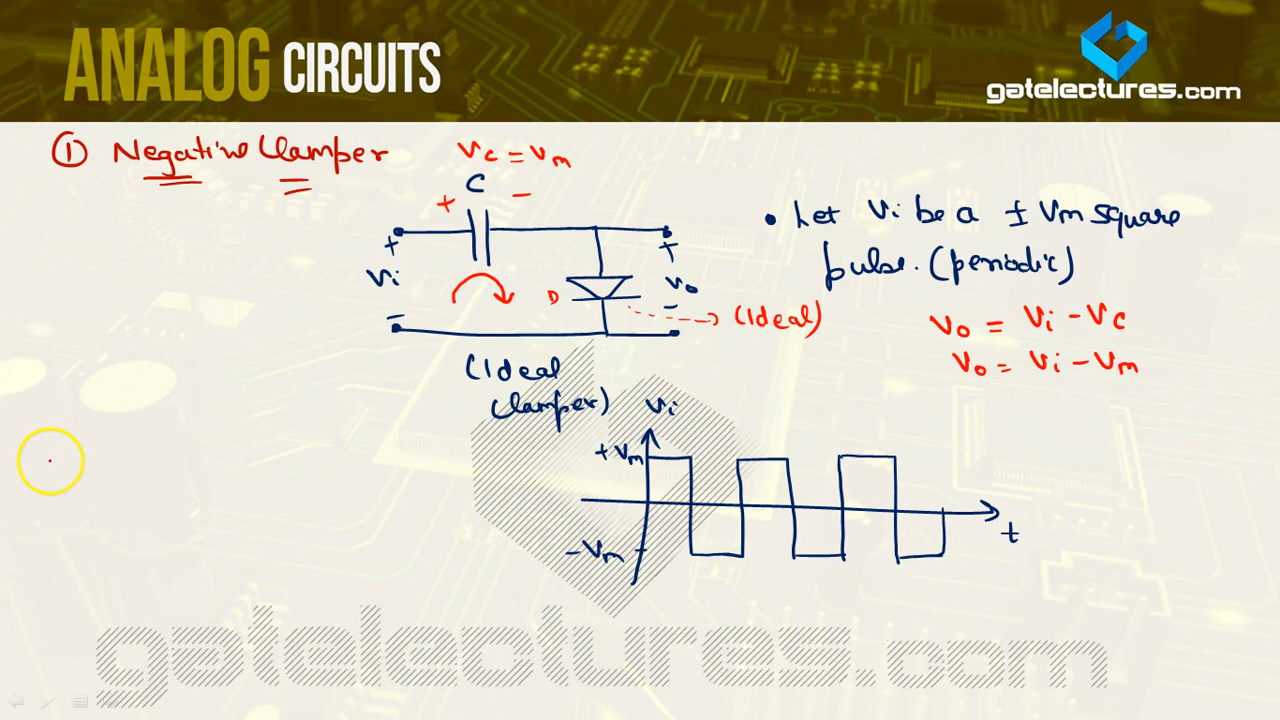 ANALOG CIRCUITS
gatelectures.com
① Negative Clamper
Vc = Vm
C
+ -
+ +
Vi
D
Vo
- -
(Ideal)
(Ideal
Clamper)
• Let Vi be a ± Vm square
pulse. (periodic)
Vo = Vi - Vc
Vo = Vi - Vm
Vi
+Vm
-Vm
t
gatelectures.com